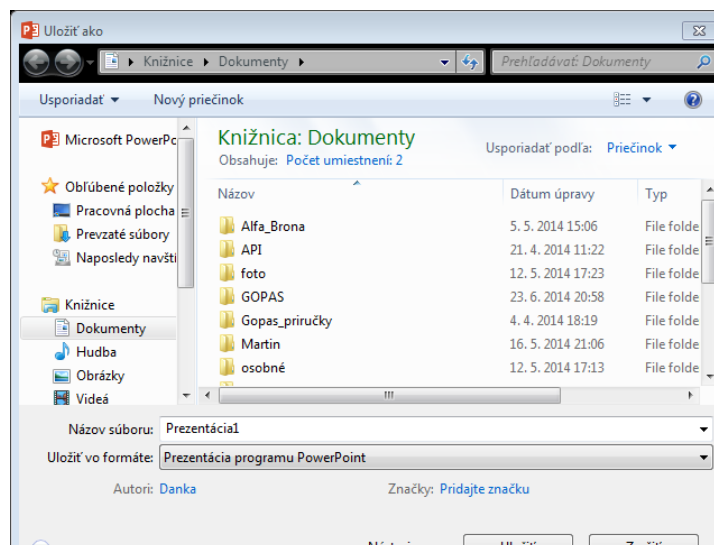 Uložiť ako
Knižnice Dokumenty Prehľadávať: Dokumenty
Usporiadať Nový priečinok
Microsoft PowerPo
Obľúbené položky
Pracovná plocha
Prevzaté súbory
Naposledy navští
Knižnice
Dokumenty
Hudba
Obrázky
Videá
Knižnica: Dokumenty
Obsahuje: Počet umiestnení: 2
Usporiadať podľa: Priečinok
Názov Dátum úpravy Typ
Alfa_Brona 5. 5. 2014 15:06 File folde
API 21. 4. 2014 11:22 File folde
foto 12. 5. 2014 17:23 File folde
GOPAS 23. 6. 2014 20:58 File folde
Gopas_priručky 4. 4. 2014 18:19 File folde
Martin 16. 5. 2014 21:06 File folde
osobné 12. 5. 2014 17:13 File folde
Názov súboru: Prezentácia1
Uložiť vo formáte: Prezentácia programu PowerPoint
Autori: Danka Značky: Pridajte značku